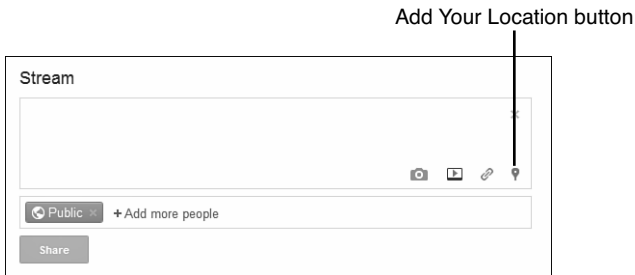 Add Your Location button
Stream
Public × + Add more people
Share